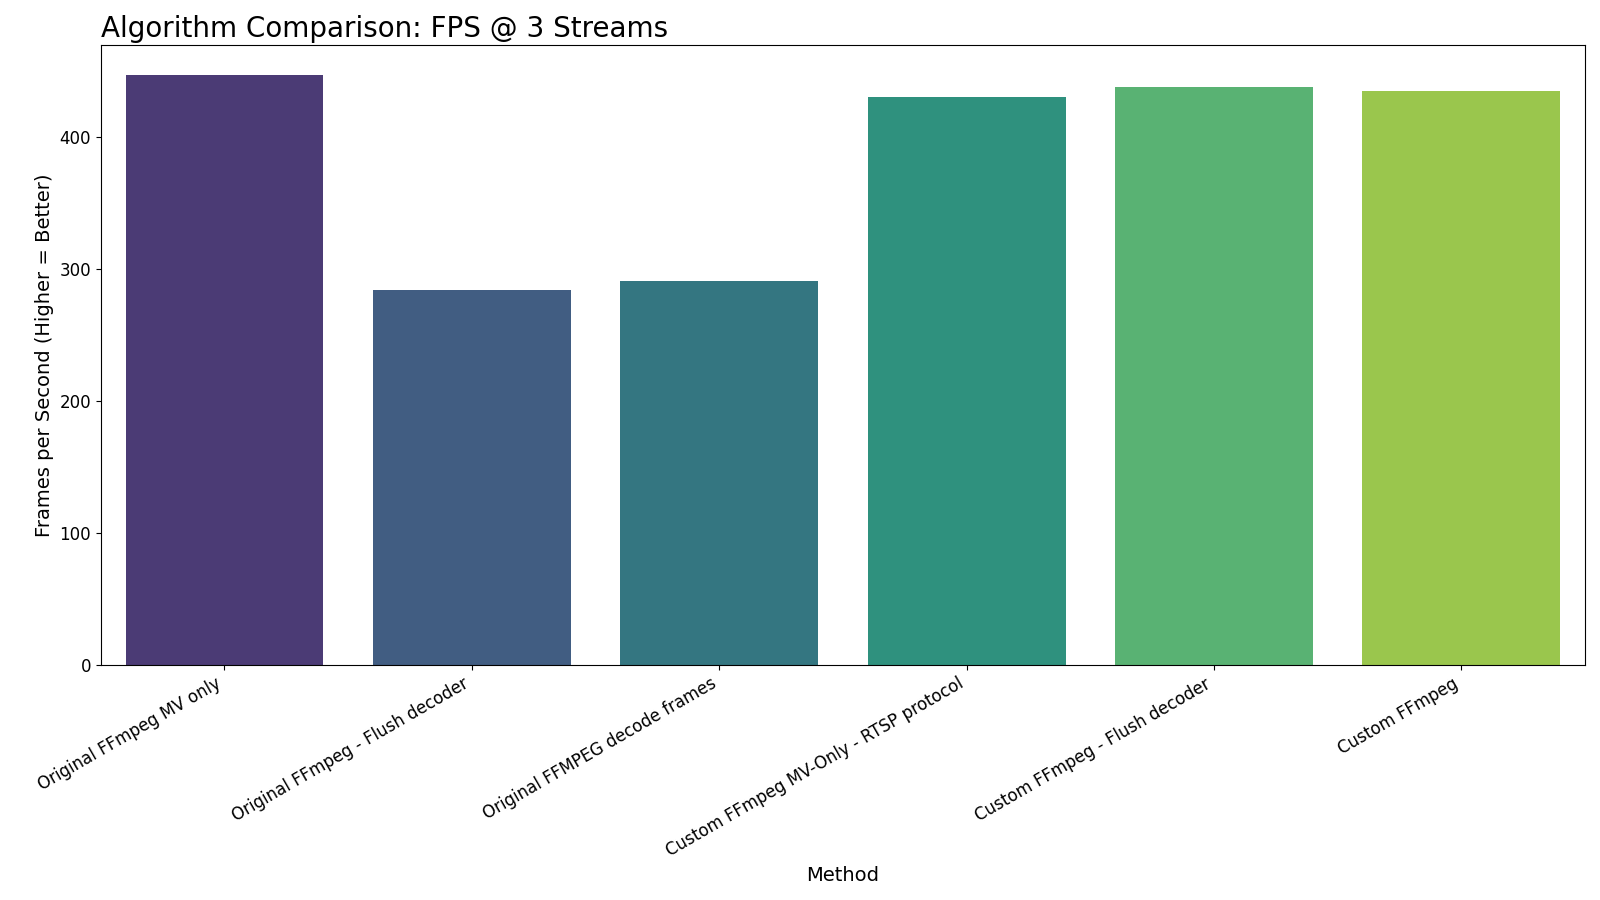 Algorithm Comparison: FPS @ 3 Streams
Frames per Second (Higher = Better)
400
300
200
100
0
Original FFmpeg MV only
Original FFmpeg - Flush decoder
Original FFMPEG decode frames
Custom FFmpeg MV-Only - RTSP protocol
Custom FFmpeg - Flush decoder
Custom FFmpeg
Method